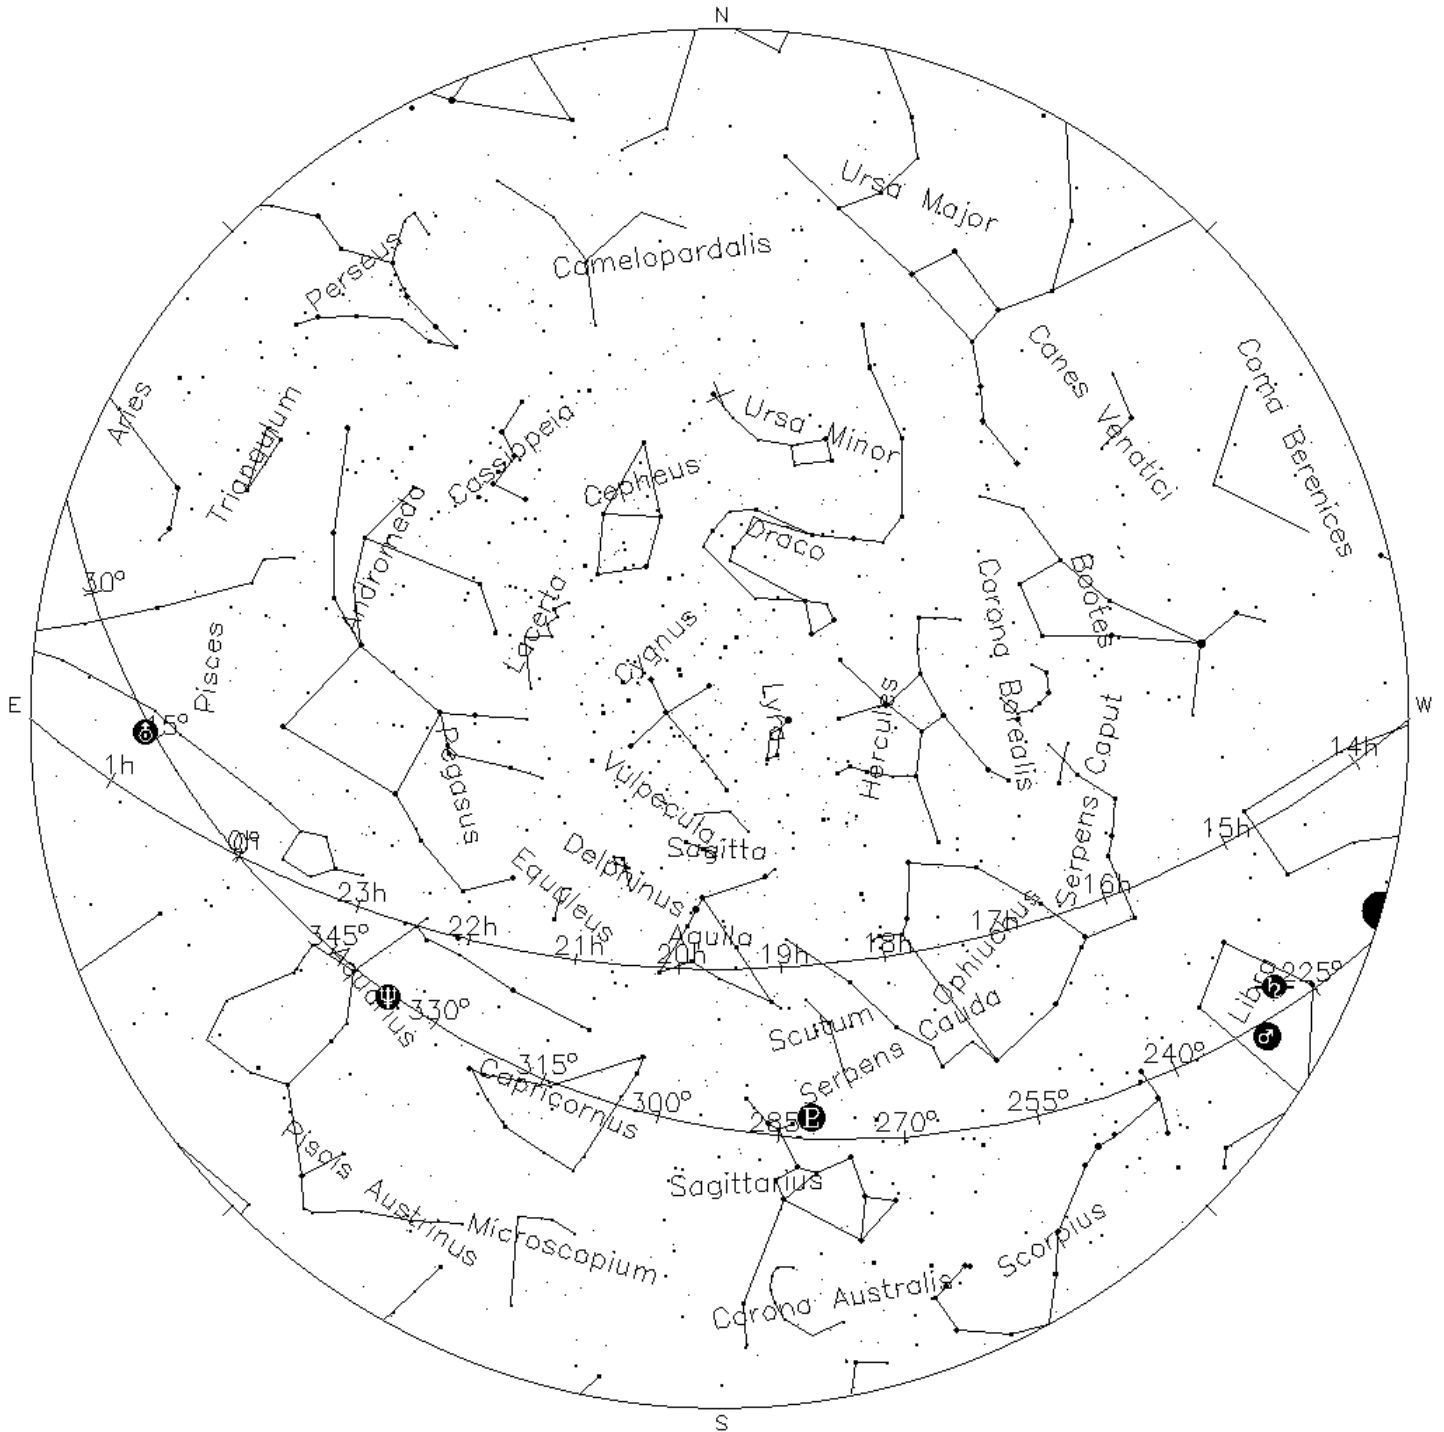 N
Ursa Major
Perseus
Camelopardalis
Canes Venatici
Coma Berenices
Aries
Triangulum
Cassiopeia
Ursa Minor
Cepheus
Andromeda
Draco
30°
Lacerta
Corona Borealis
Bootes
Pisces
Cygnus
E
W
15°
Lyra
Hercules
Serpens Caput
Pegasus
14h
1h
Vulpecula
15h
0h
Sagitta
Delphinus
Equuleus
23h
16h
22h
17h
345°
21h
20h
Aquila
19h
18h
Ophiuchus
Aquarius
Libra
225°
330°
Scutum
Serpens Cauda
315°
Capricornus
240°
300°
285°
270°
255°
Piscis Austrinus
Sagittarius
Microscopium
Scorpius
Corona Australis
S